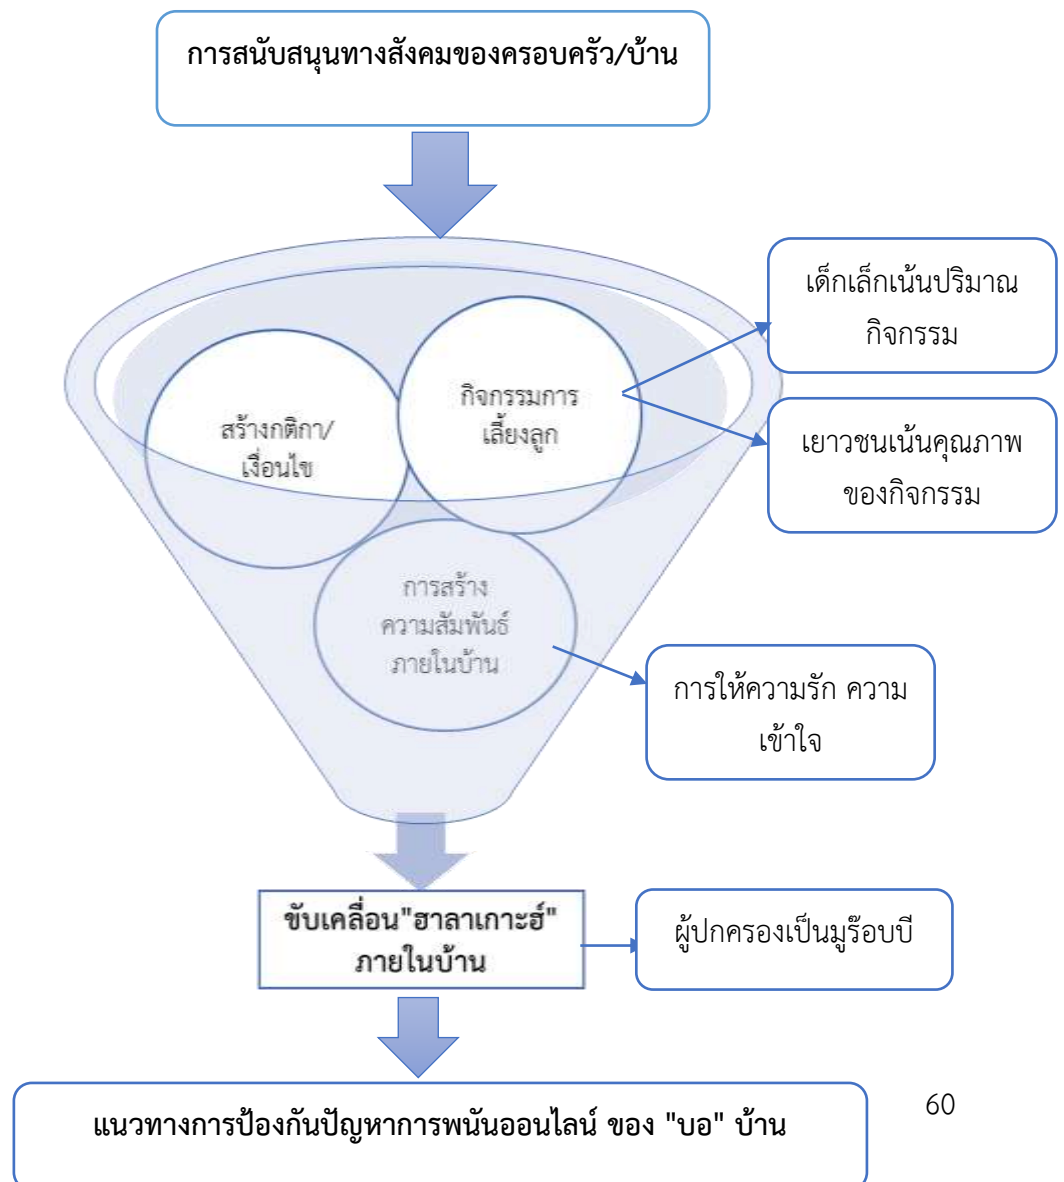 การสนับสนุนทางสังคมของครอบครัว/บ้าน
เด็กเล็กเน้นปริมาณ
กิจกรรม
กิจกรรมการ
เลี้ยงลูก
สร้างกติกา/
เงื่อนไข
เยาวชนเน้นคุณภาพ
ของกิจกรรม
การสร้าง
ความสัมพันธ์
ภายในบ้าน
การให้ความรัก ความ
เข้าใจ
ขับเคลื่อน"ฮาลาเกาะฮ์"
ภายในบ้าน
ผู้ปกครองเป็นมูร๊อบบี
แนวทางการป้องกันปัญหาการพนันออนไลน์ ของ "บอ" บ้าน
60